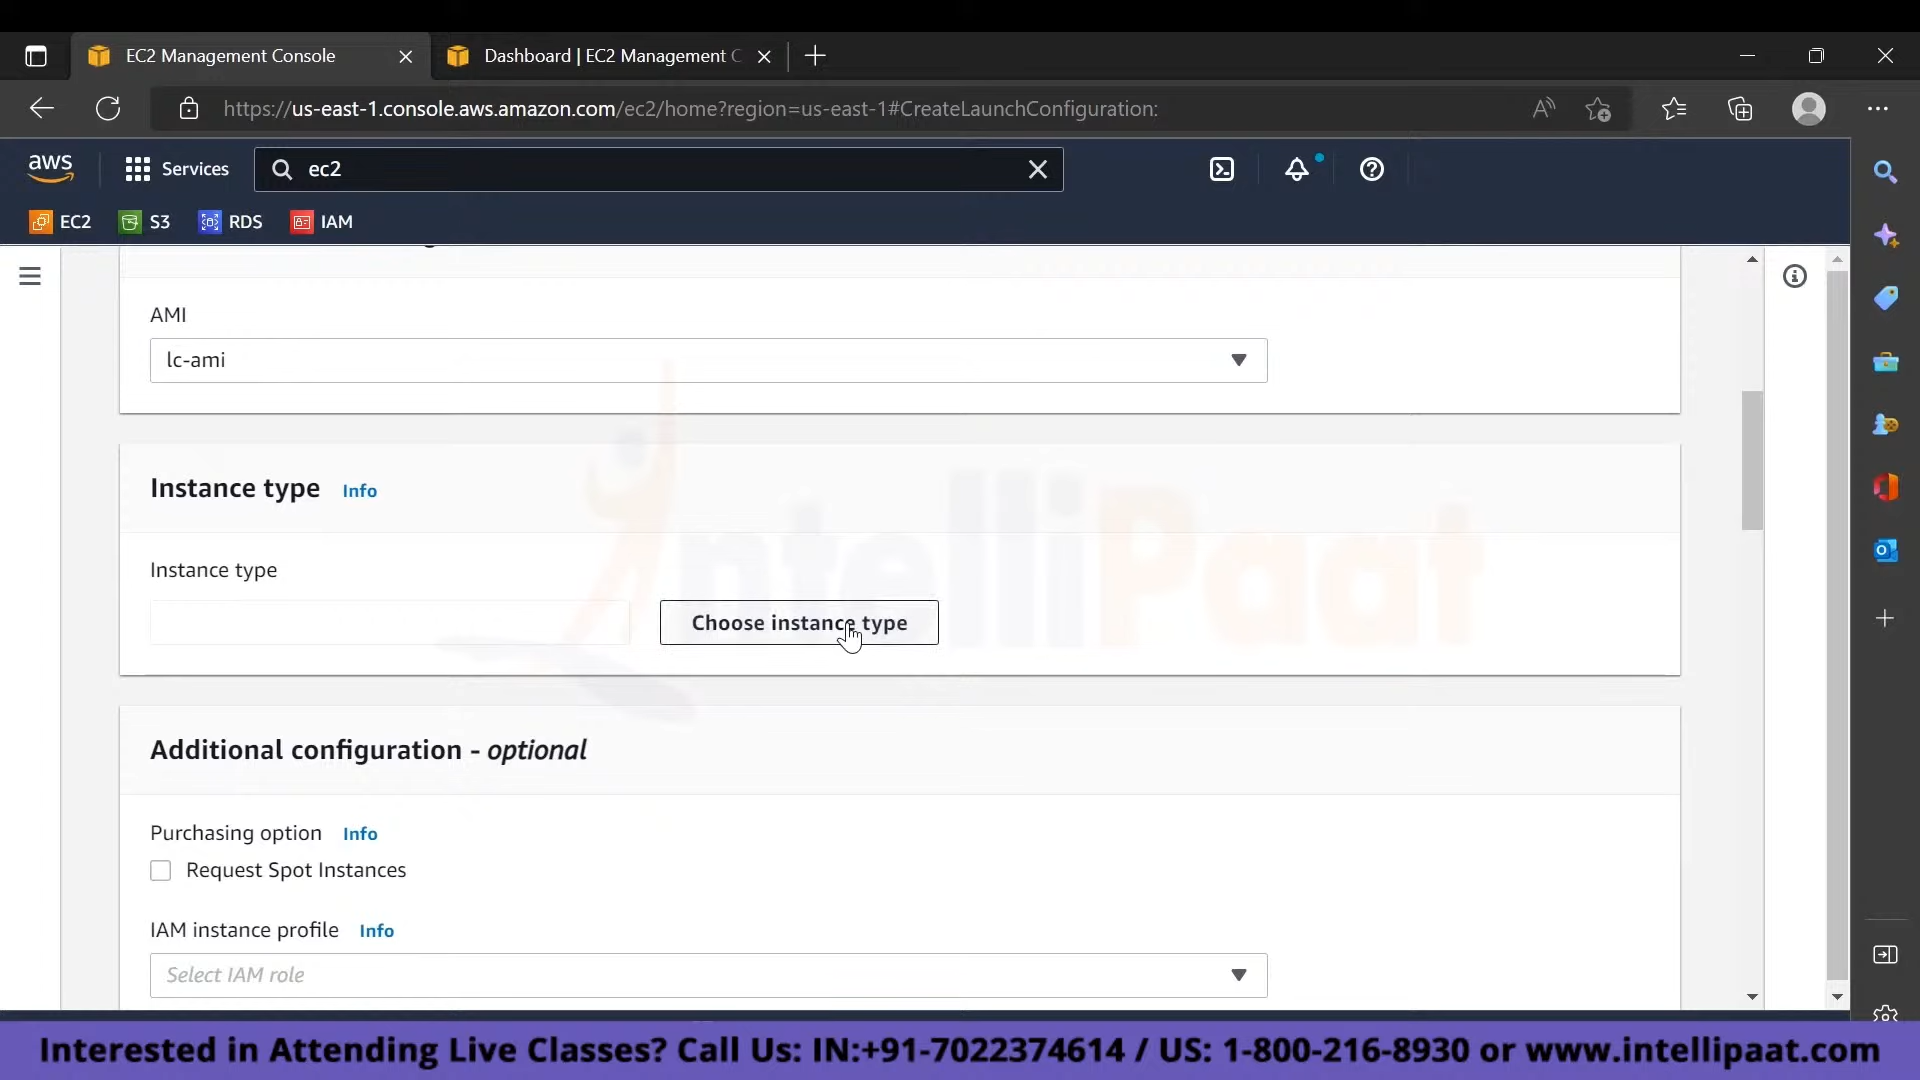 EC2 Management Console
Dashboard | EC2 Management C
https://us-east-1.console.aws.amazon.com/ec2/home?region=us-east-1#CreateLaunchConfiguration:
aws
Services
ec2
EC2
S3
RDS
IAM
AMI
lc-ami
Instance type Info
Instance type
Choose instance type
IntelliPaat
Additional configuration - optional
Purchasing option Info
Request Spot Instances
IAM instance profile Info
Select IAM role
Interested in Attending Live Classes? Call Us: IN:+91-7022374614 / US: 1-800-216-8930 or www.intellipaat.com